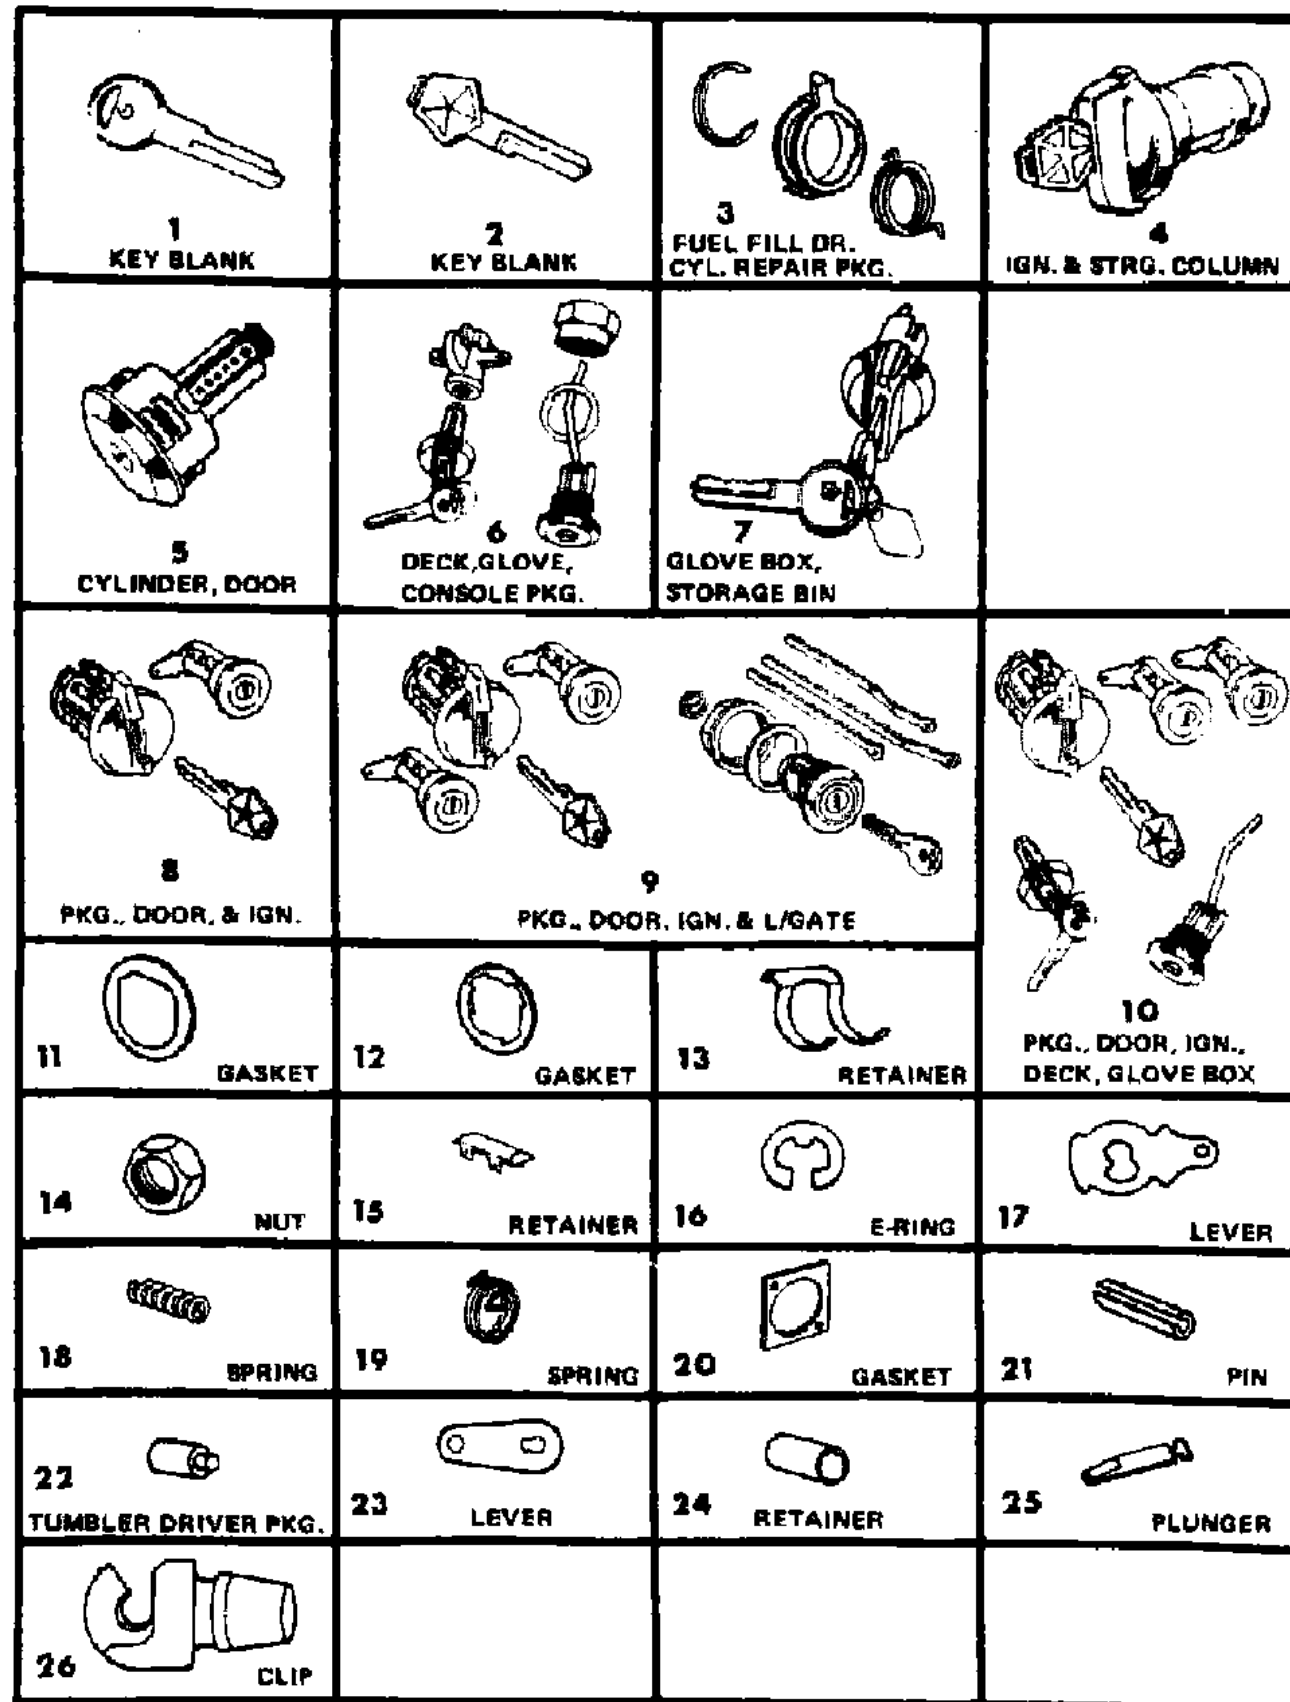 1
KEY BLANK
2
KEY BLANK
3
FUEL FILL DR.
CYL. REPAIR PKG.
4
IGN. & STRG. COLUMN
5
CYLINDER, DOOR
6
DECK,GLOVE,
CONSOLE PKG.
7
GLOVE BOX,
STORAGE BIN
8
PKG., DOOR, & IGN.
9
PKG., DOOR, IGN. & L/GATE
10
PKG., DOOR, IGN.,
DECK, GLOVE BOX
11
GASKET
12
GASKET
13
RETAINER
14
NUT
15
RETAINER
16
E-RING
17
LEVER
18
SPRING
19
SPRING
20
GASKET
21
PIN
22
TUMBLER DRIVER PKG.
23
LEVER
24
RETAINER
25
PLUNGER
26
CLIP